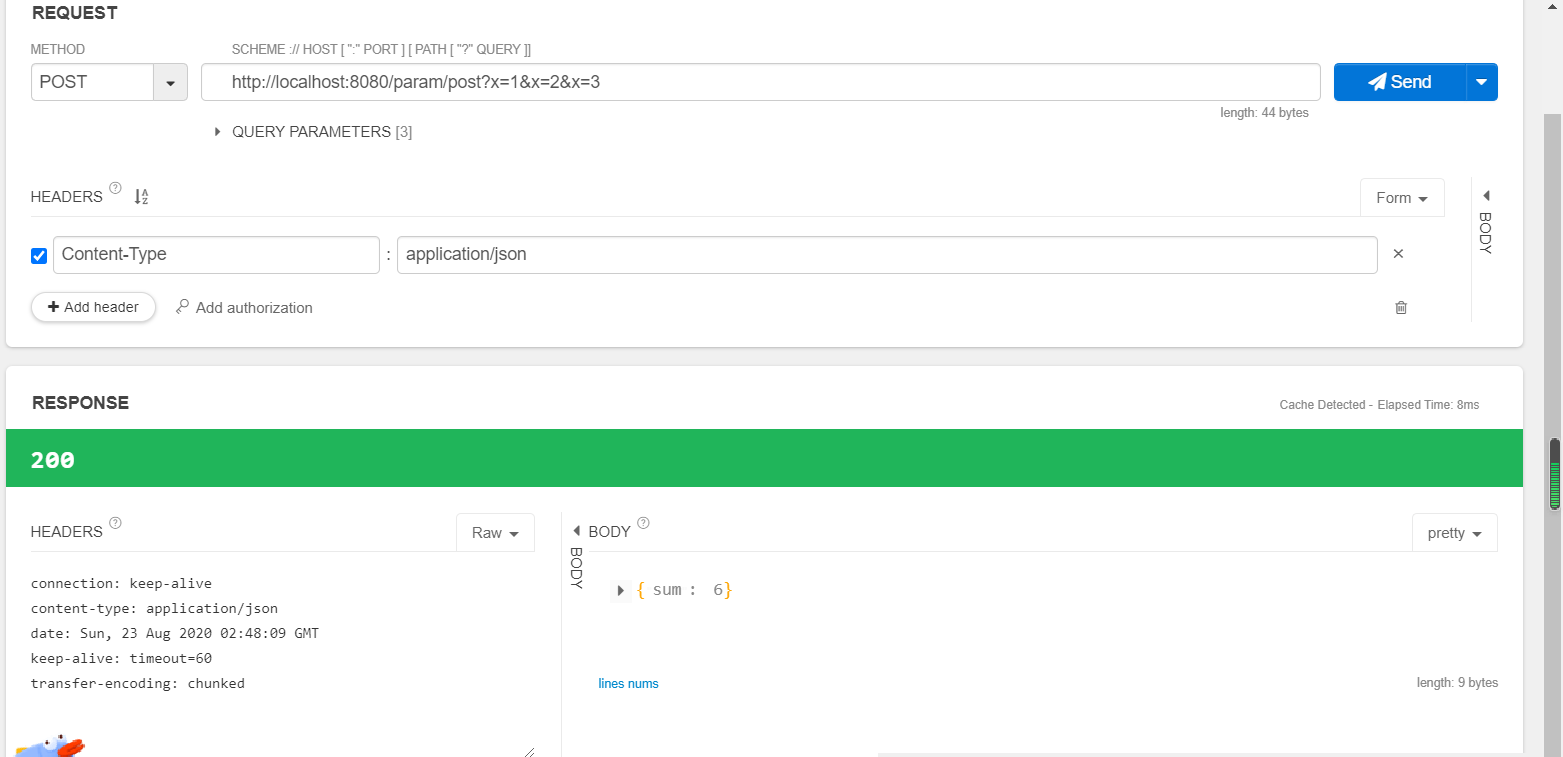 REQUEST
METHOD
SCHEME :// HOST [ ":" PORT ] [ PATH [ "?" QUERY ]]
POST
http://localhost:8080/param/post?x=1&x=2&x=3
Send
length: 44 bytes
QUERY PARAMETERS [3]
HEADERS ? A Z
Form
BODY
Content-Type : application/json ×
+ Add header
Add authorization
RESPONSE
Cache Detected - Elapsed Time: 8ms
200
HEADERS ?
Raw
BODY ?
pretty
BODY
connection: keep-alive
content-type: application/json
date: Sun, 23 Aug 2020 02:48:09 GMT
keep-alive: timeout=60
transfer-encoding: chunked
{ sum : 6}
lines nums
length: 9 bytes